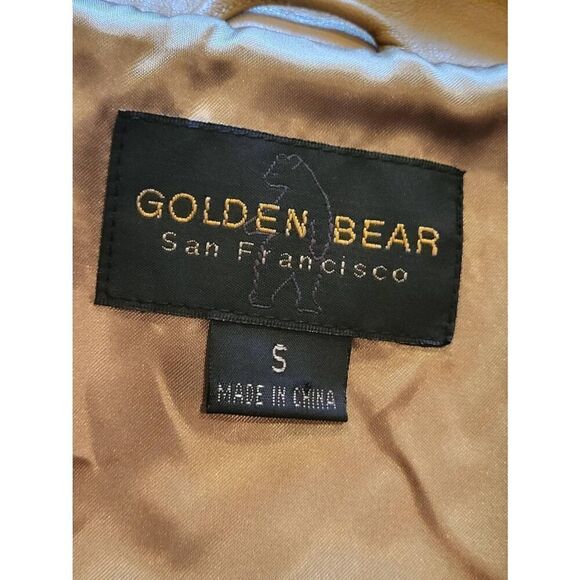 GOLDEN BEAR
San Francisco
S
MADE IN CHINA